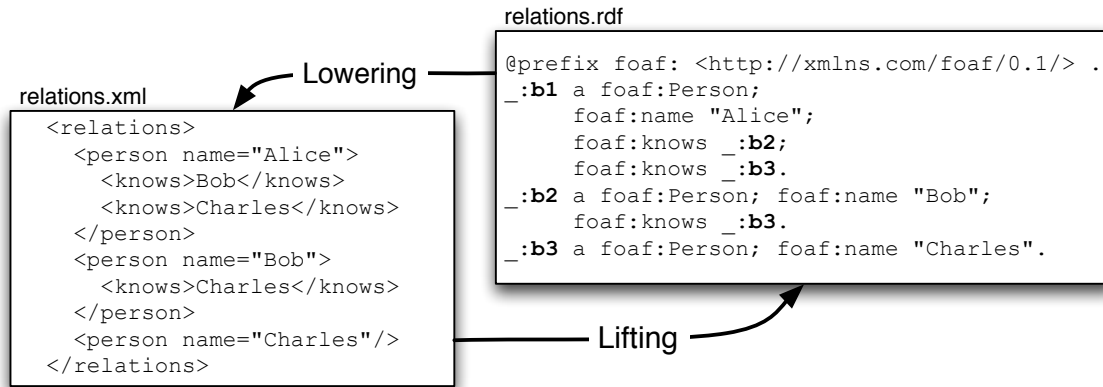 relations.rdf
@prefix foaf: <http://xmlns.com/foaf/0.1/> .
_:b1 a foaf:Person;
     foaf:name "Alice";
     foaf:knows _:b2;
     foaf:knows _:b3.
_:b2 a foaf:Person; foaf:name "Bob";
     foaf:knows _:b3.
_:b3 a foaf:Person; foaf:name "Charles".
Lowering
relations.xml
<relations>
  <person name="Alice">
    <knows>Bob</knows>
    <knows>Charles</knows>
  </person>
  <person name="Bob">
    <knows>Charles</knows>
  </person>
  <person name="Charles"/>
</relations>
Lifting